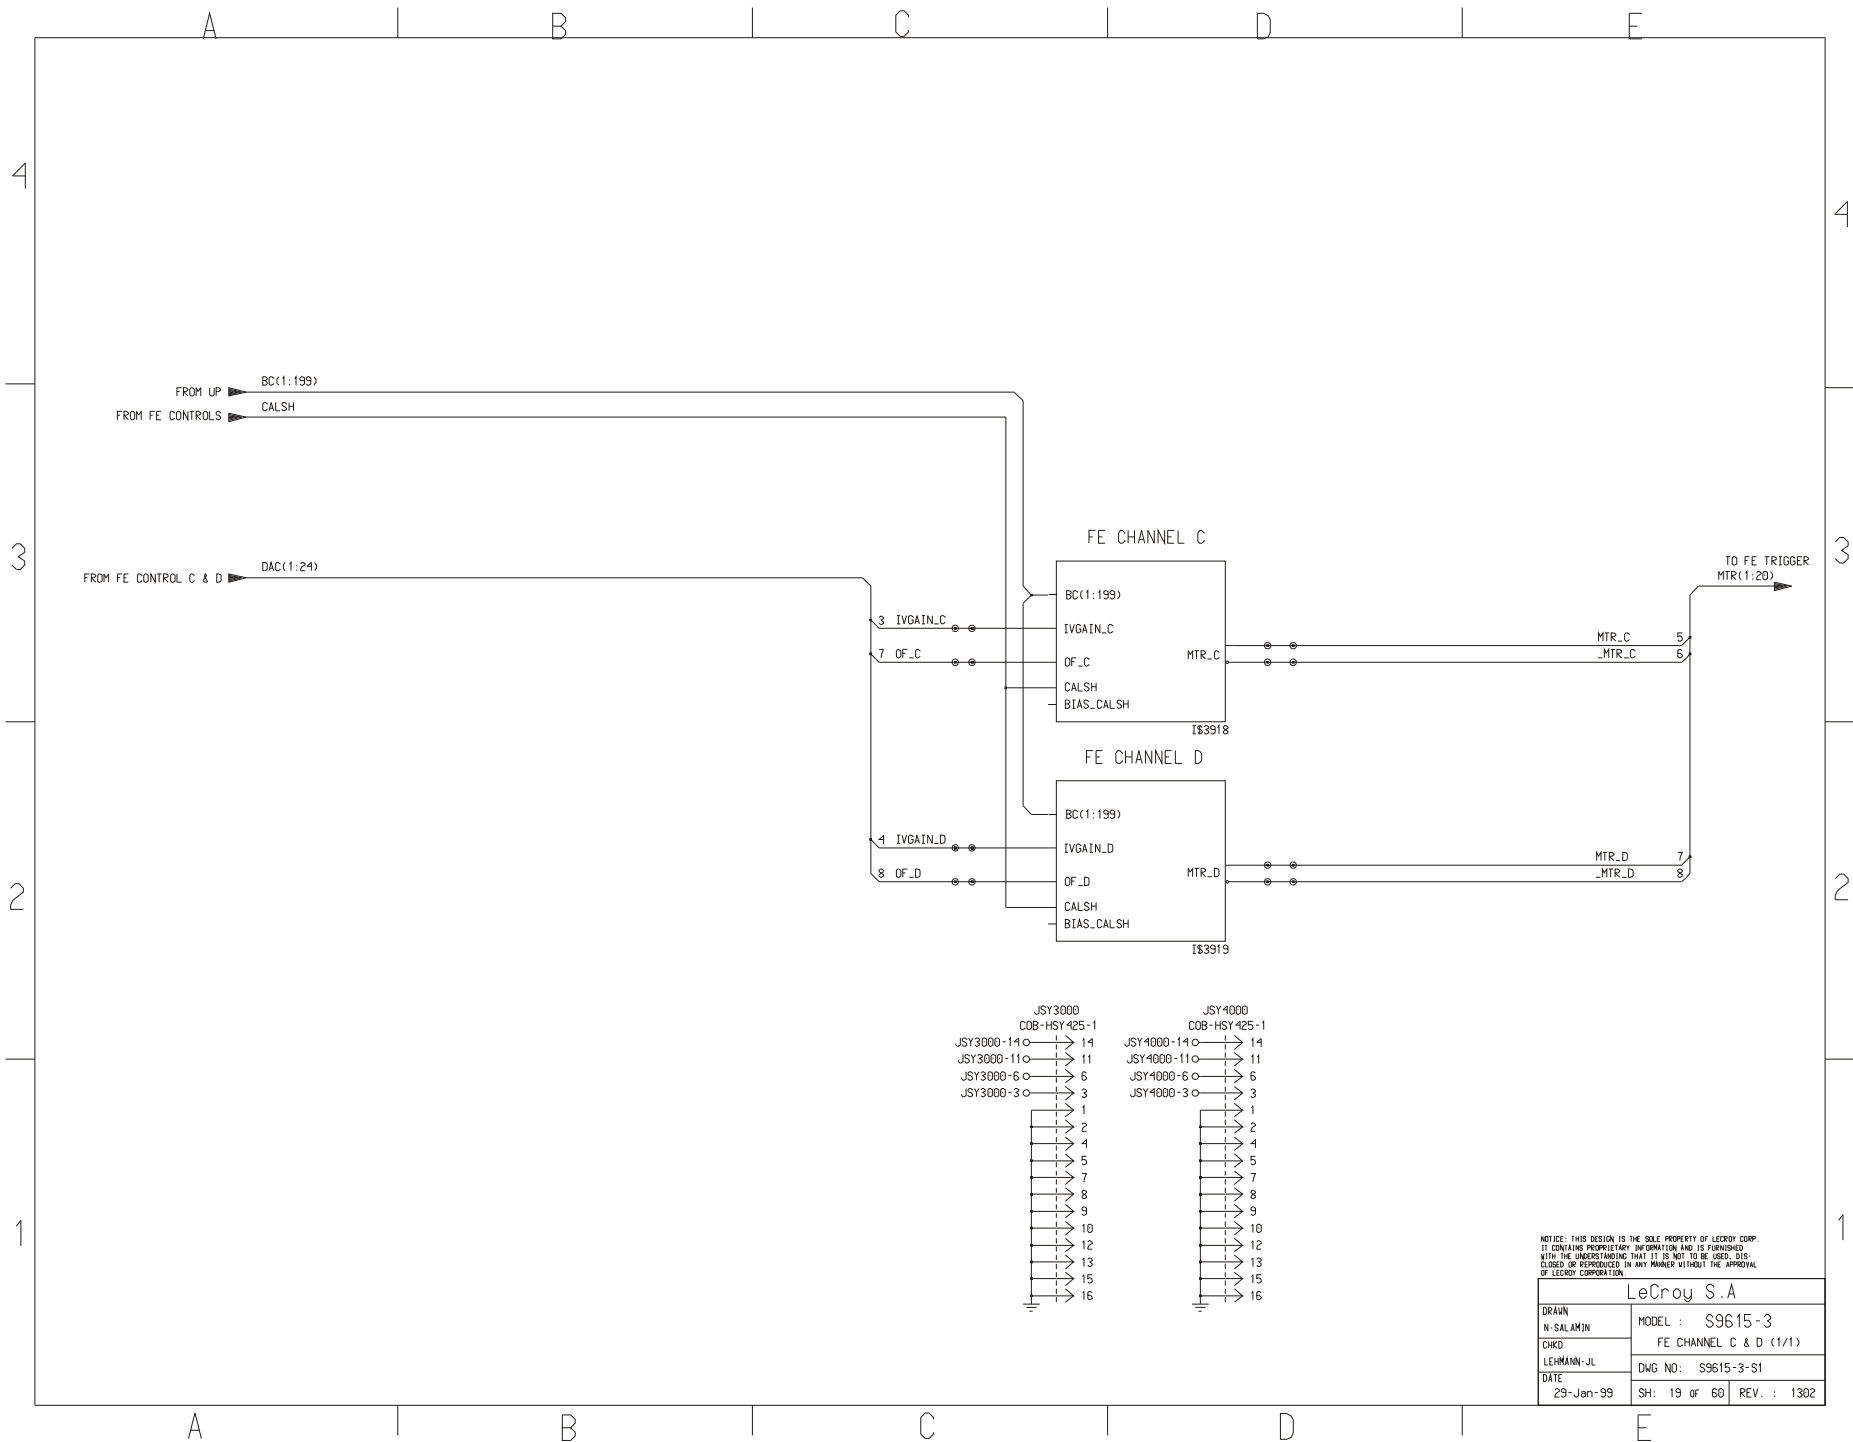 A B C D E
4 4
BC(1:199)
FROM UP
CALSH
FROM FE CONTROLS
FE CHANNEL C
3 3
TO FE TRIGGER
DAC(1:24)
MTR(1:20)
FROM FE CONTROL C & D
BC(1:199)
3 IVGAIN_C
IVGAIN_C
MTR_C 5
7 OF_C
OF_C
MTR_C
_MTR_C 6
CALSH
BIAS_CALSH
I$3918
FE CHANNEL D
BC(1:199)
4 IVGAIN_D
IVGAIN_D
MTR_D 7
8 OF_D
OF_D
MTR_D
_MTR_D 8
2 2
CALSH
BIAS_CALSH
I$3919
JSY3000 JSY4000
COB-HSY425-1 COB-HSY425-1
JSY3000-14 14 JSY4000-14 14
JSY3000-11 11 JSY4000-11 11
JSY3000-6 6 JSY4000-6 6
JSY3000-3 3 JSY4000-3 3
1 1
2 2
4 4
5 5
7 7
8 8
9 9
10 10
12 12
13 13
15 15
16 16
1 1
NOTICE: THIS DESIGN IS THE SOLE PROPERTY OF LECROY CORP.
IT CONTAINS PROPRIETARY INFORMATION AND IS FURNISHED
WITH THE UNDERSTANDING THAT IT IS NOT TO BE USED, DIS-
CLOSED OR REPRODUCED IN ANY MANNER WITHOUT THE APPROVAL
OF LECROY CORPORATION.
LeCroy S.A
DRAWN
N-SALAMIN
MODEL : S9615-3
FE CHANNEL C & D (1/1)
CHKD
LEHMANN-JL
DWG NO: S9615-3-S1
DATE
29-Jan-99
SH: 19 OF 60 REV. : 1302
A B C D E